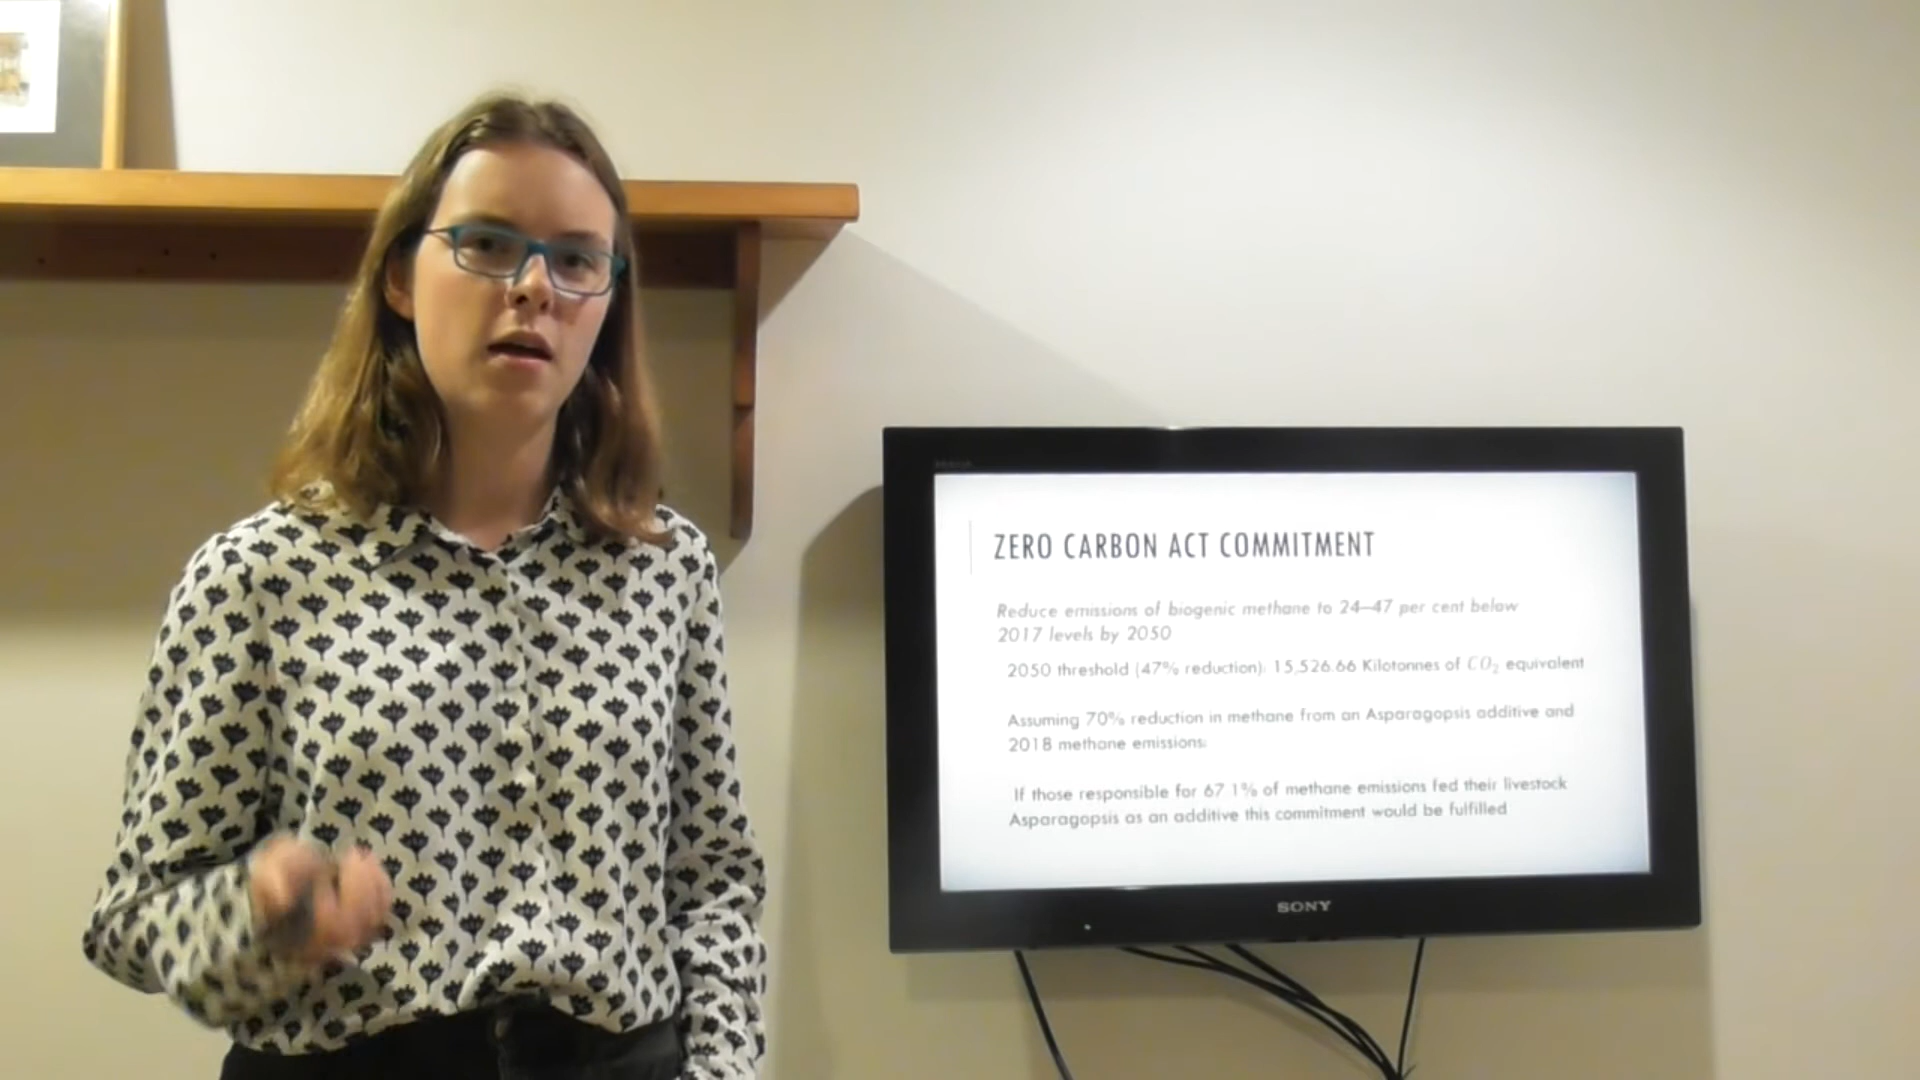 ZERO CARBON ACT COMMITMENT
Reduce emissions of biogenic methane to 24–47 per cent below
2017 levels by 2050
2050 threshold (47% reduction): 15,526.66 Kilotonnes of CO₂ equivalent
Assuming 70% reduction in methane from an Asparagopsis additive and
2018 methane emissions:
If those responsible for 67.1% of methane emissions fed their livestock
Asparagopsis as an additive this commitment would be fulfilled
SONY